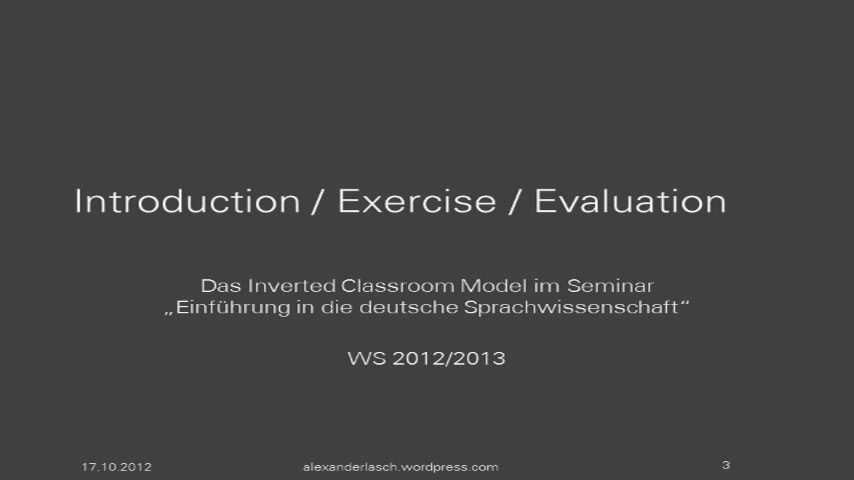 Introduction / Exercise / Evaluation
Das Inverted Classroom Model im Seminar
„Einführung in die deutsche Sprachwissenschaft“
WS 2012/2013
17.10.2012 alexanderlasch.wordpress.com 3